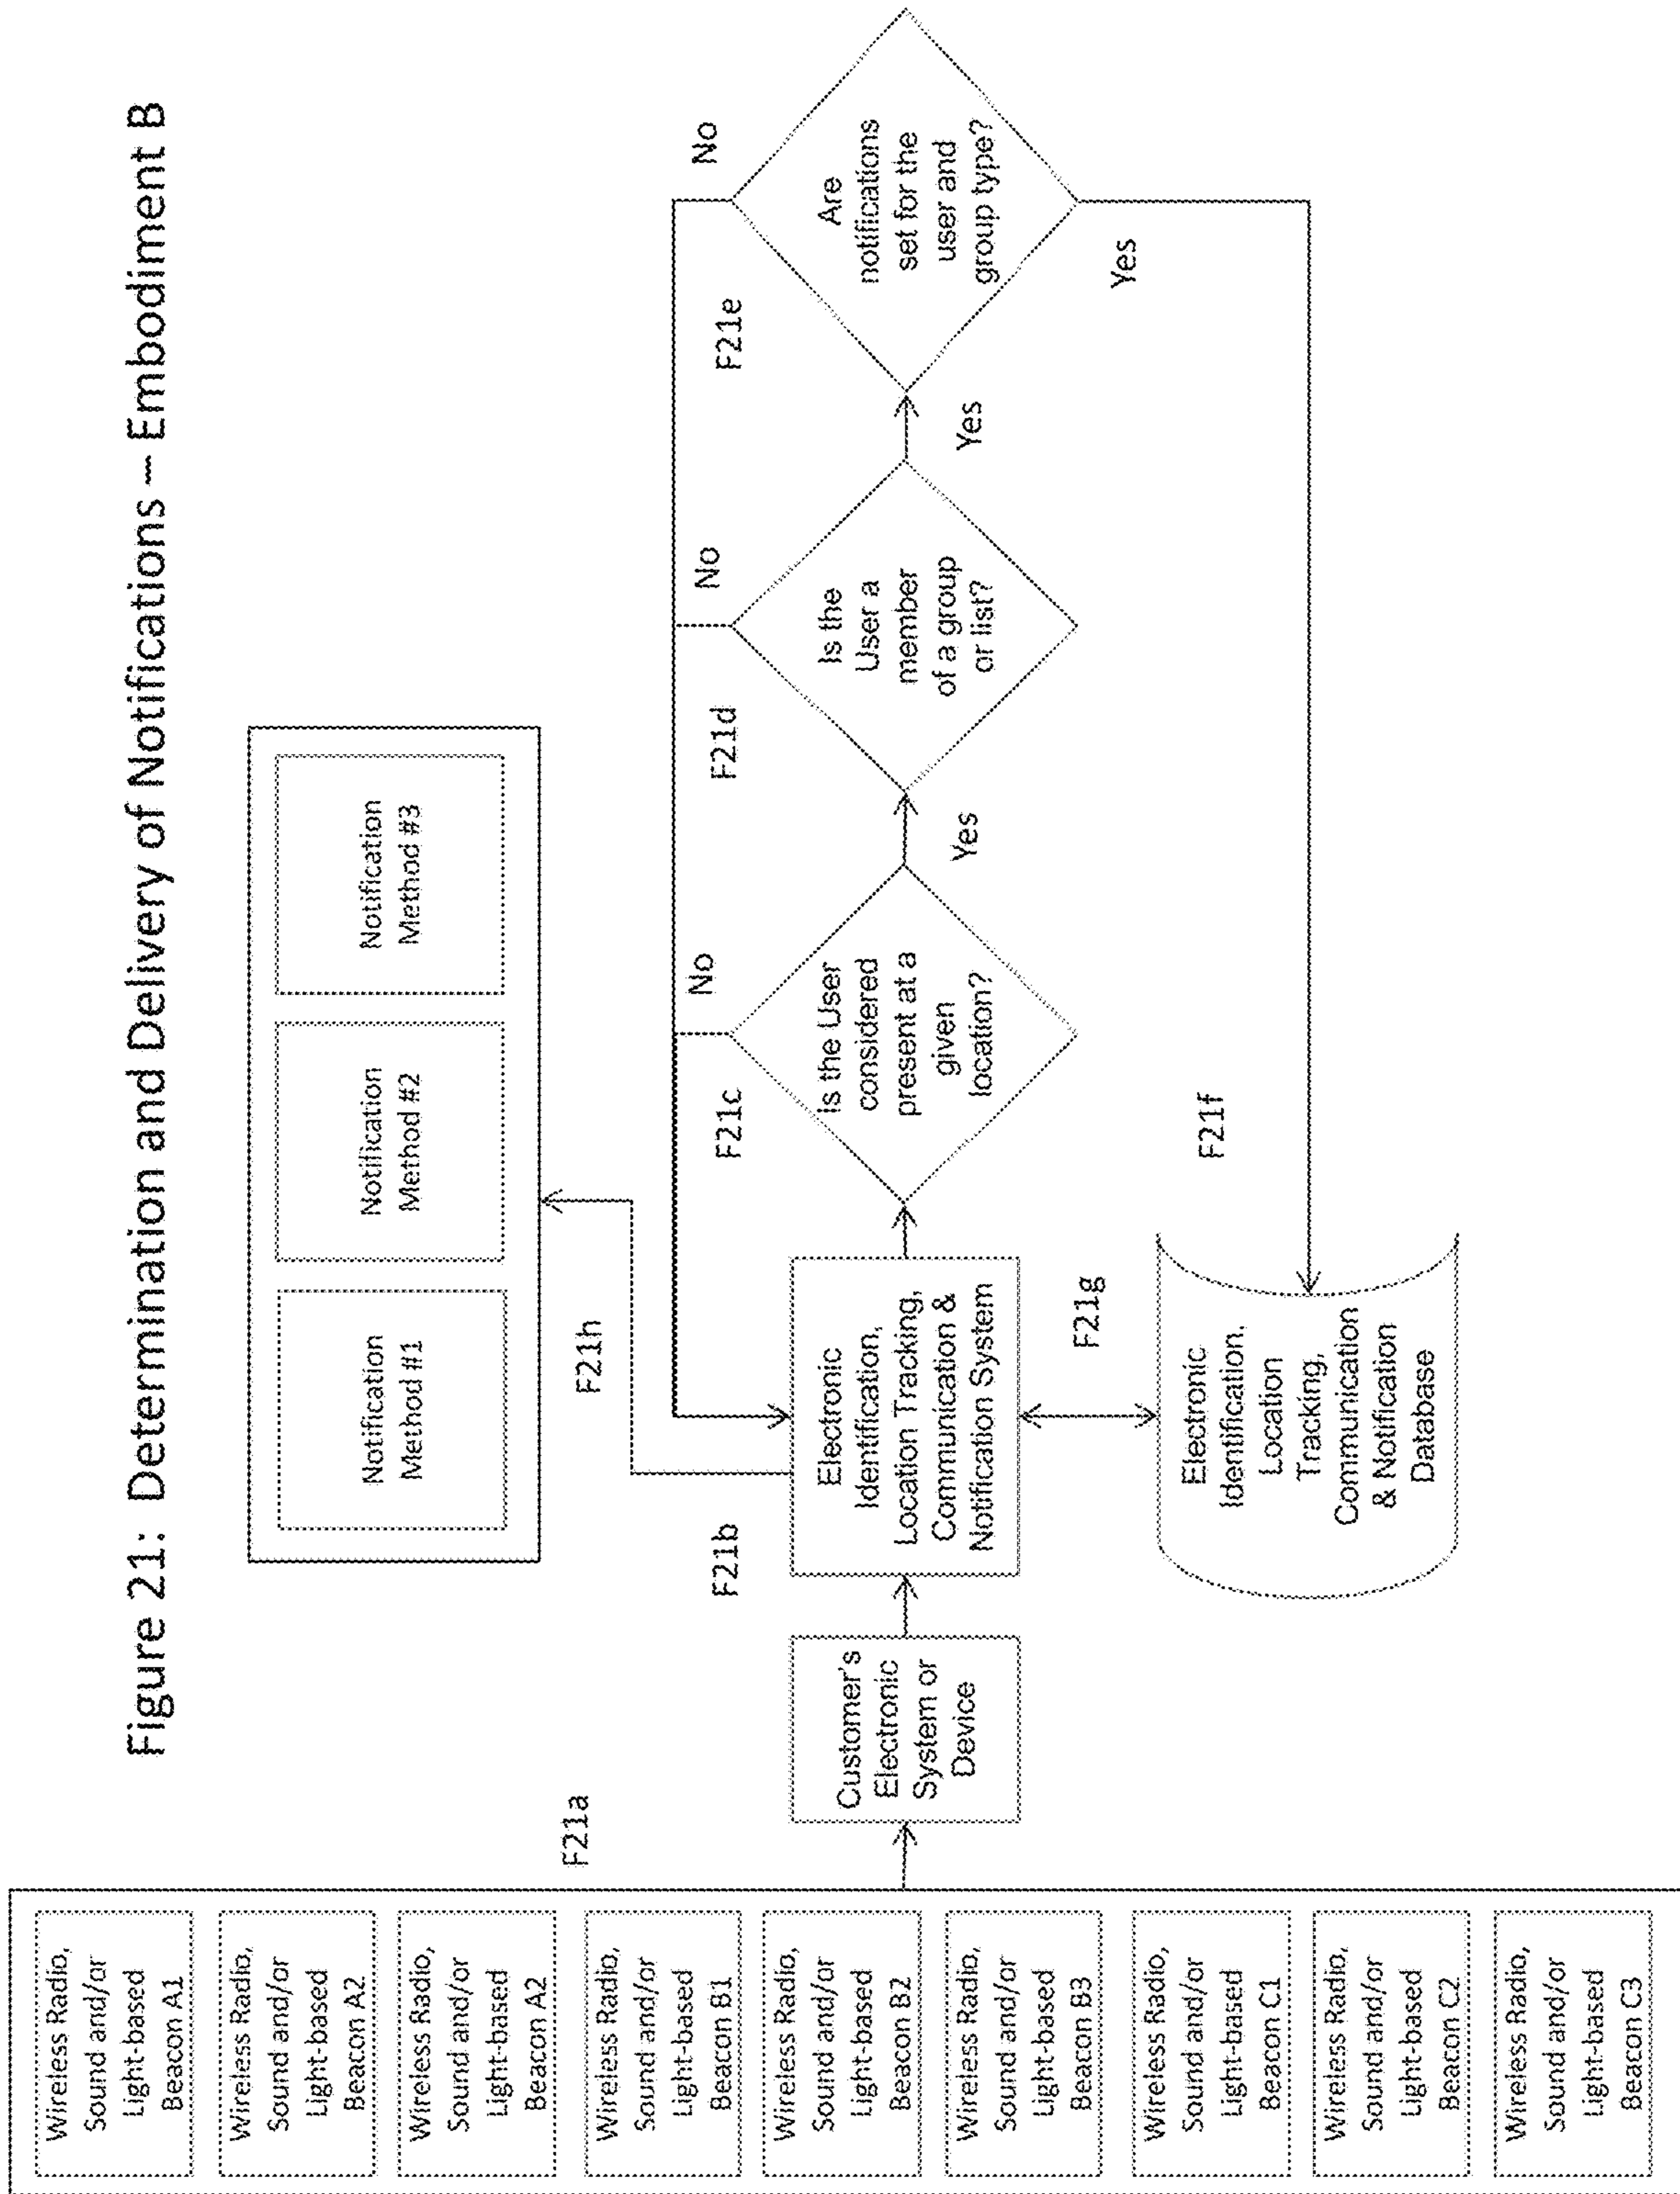 Figure 21: Determination and Delivery of Notifications – Embodiment B
Wireless Radio,
Sound and/or
Light-based
Beacon A1
Wireless Radio,
Sound and/or
Light-based
Beacon A2
Wireless Radio,
Sound and/or
Light-based
Beacon A2
Wireless Radio,
Sound and/or
Light-based
Beacon B1
Wireless Radio,
Sound and/or
Light-based
Beacon B2
Wireless Radio,
Sound and/or
Light-based
Beacon B3
Wireless Radio,
Sound and/or
Light-based
Beacon C1
Wireless Radio,
Sound and/or
Light-based
Beacon C2
Wireless Radio,
Sound and/or
Light-based
Beacon C3
F21a
Customer's
Electronic
System or
Device
F21b
Electronic
Identification,
Location Tracking,
Communication &
Notification System
F21h
Notification
Method #1
Notification
Method #2
Notification
Method #3
F21c
Is the User
considered
present at a
given
location?
No
Yes
F21d
Is the
User a
member
of a group
or list?
No
Yes
F21e
Are
notifications
set for the
user and
group type?
No
Yes
F21f
F21g
Electronic
Identification,
Location
Tracking,
Communication
& Notification
Database